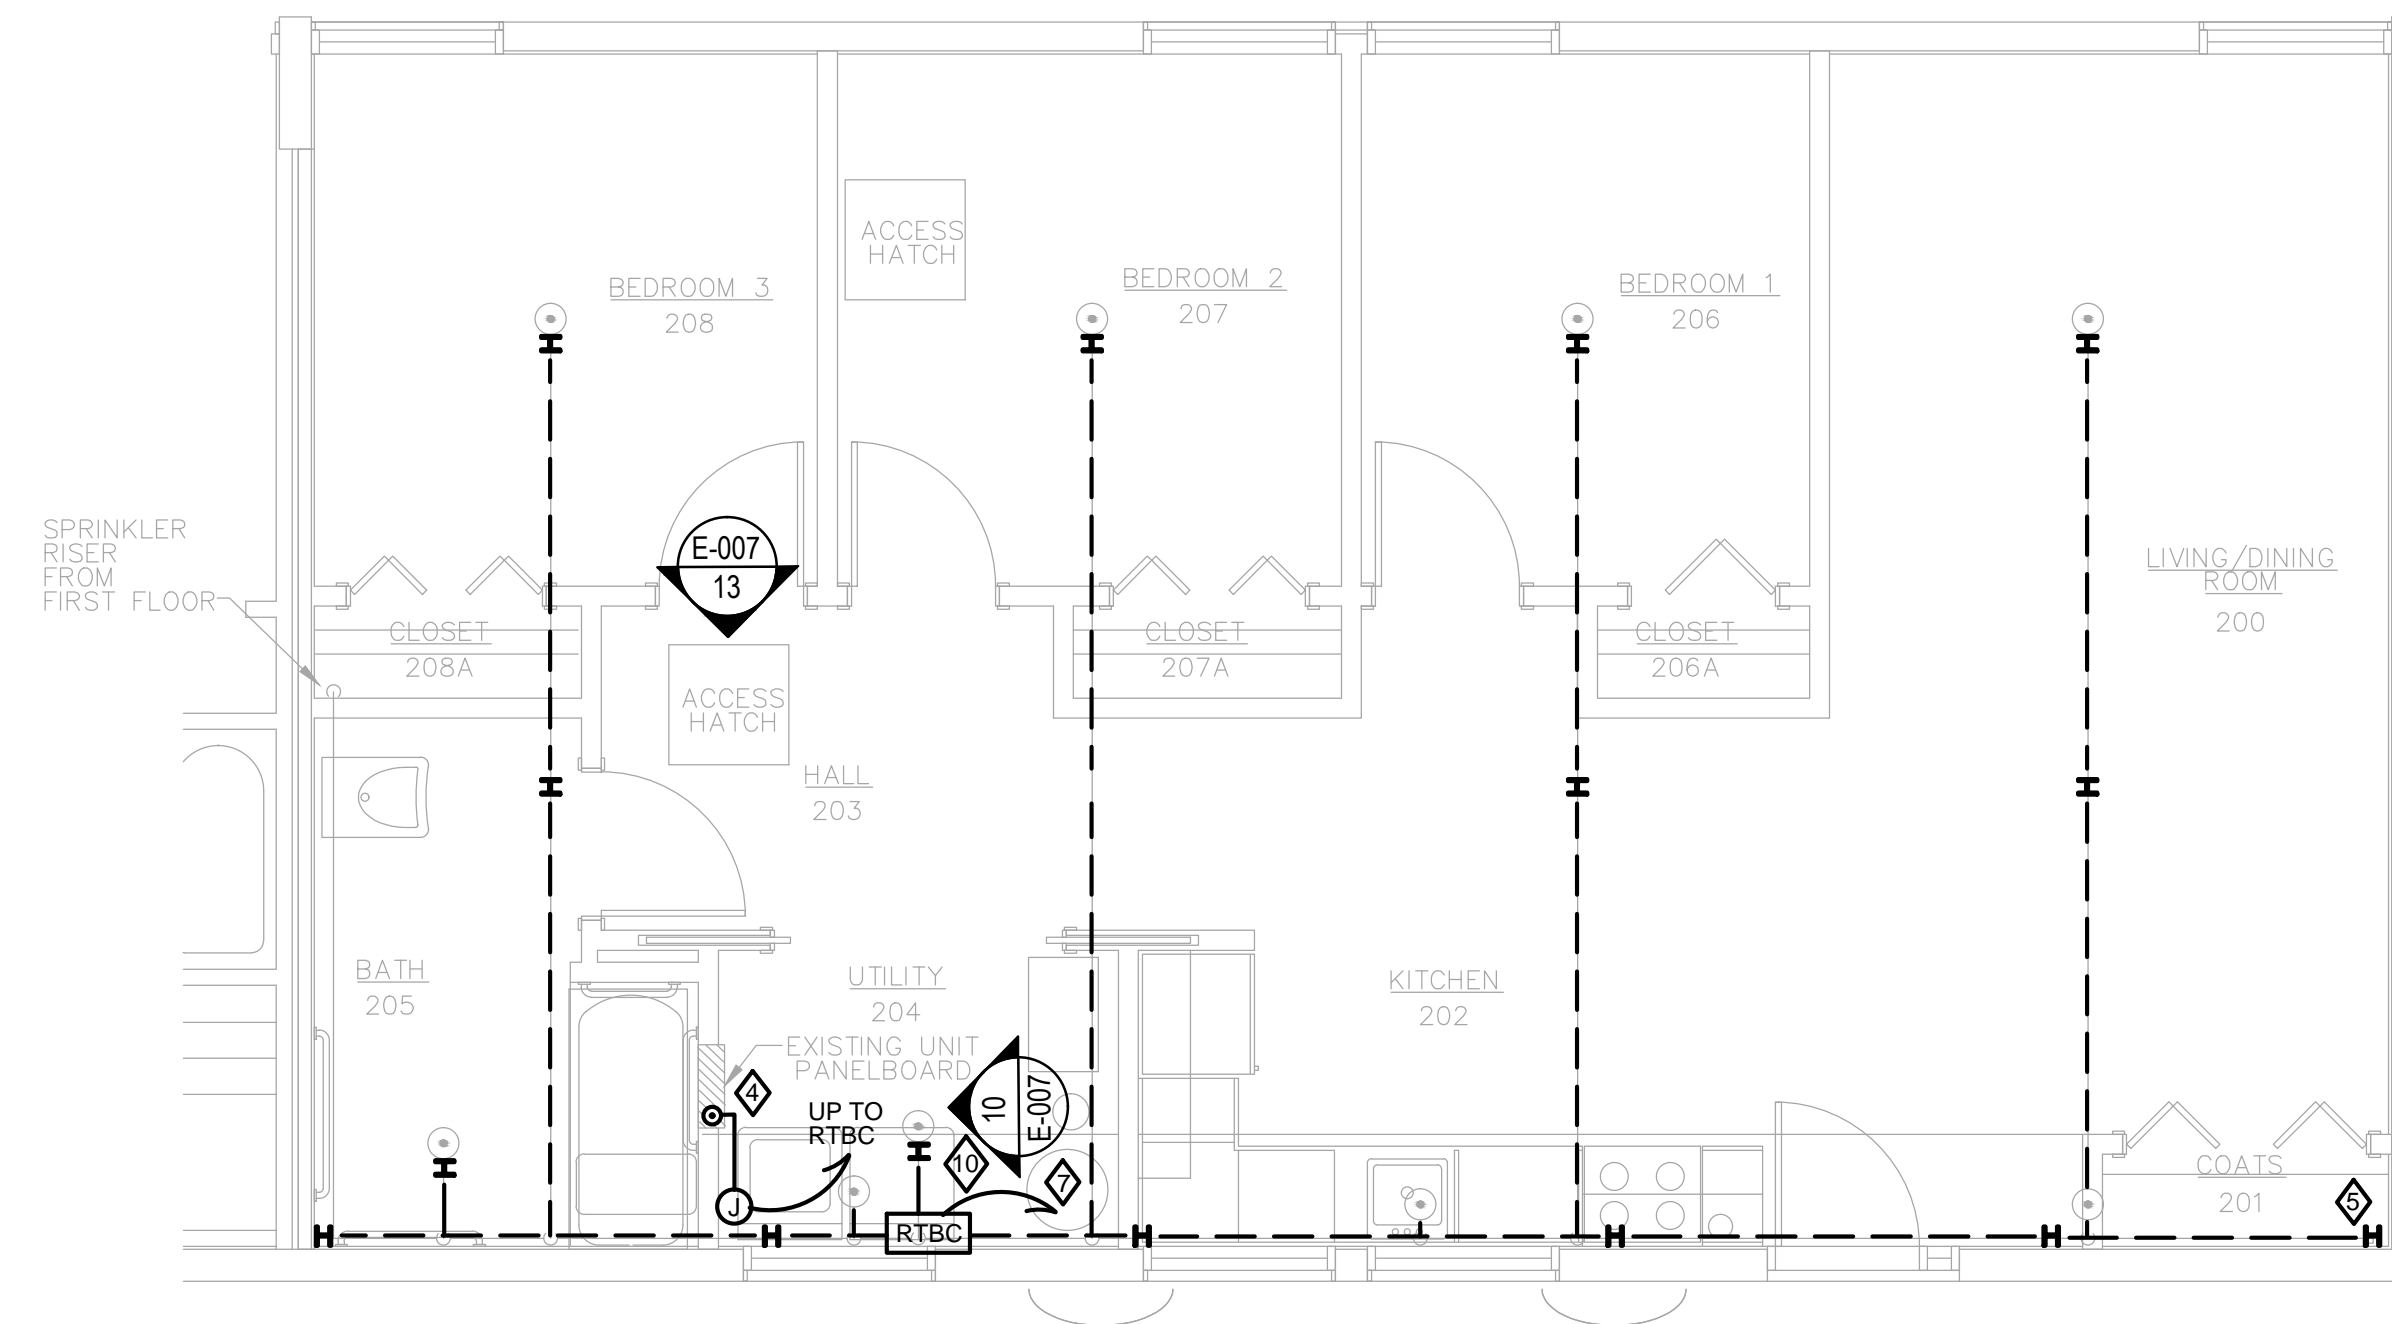 ACCESS
HATCH
BEDROOM 3
208
BEDROOM 2
207
BEDROOM 1
206
SPRINKLER
RISER
FROM
FIRST FLOOR
E-007
13
LIVING/DINING
ROOM
200
CLOSET
208A
CLOSET
207A
CLOSET
206A
ACCESS
HATCH
HALL
203
BATH
205
UTILITY
204
KITCHEN
202
EXISTING UNIT
PANELBOARD
4
UP TO
RTBC
10
E-007
10
7
J
RTBC
COATS
201
5
H
H
H
H
H
H
H
H
H
H
H
H
H
H